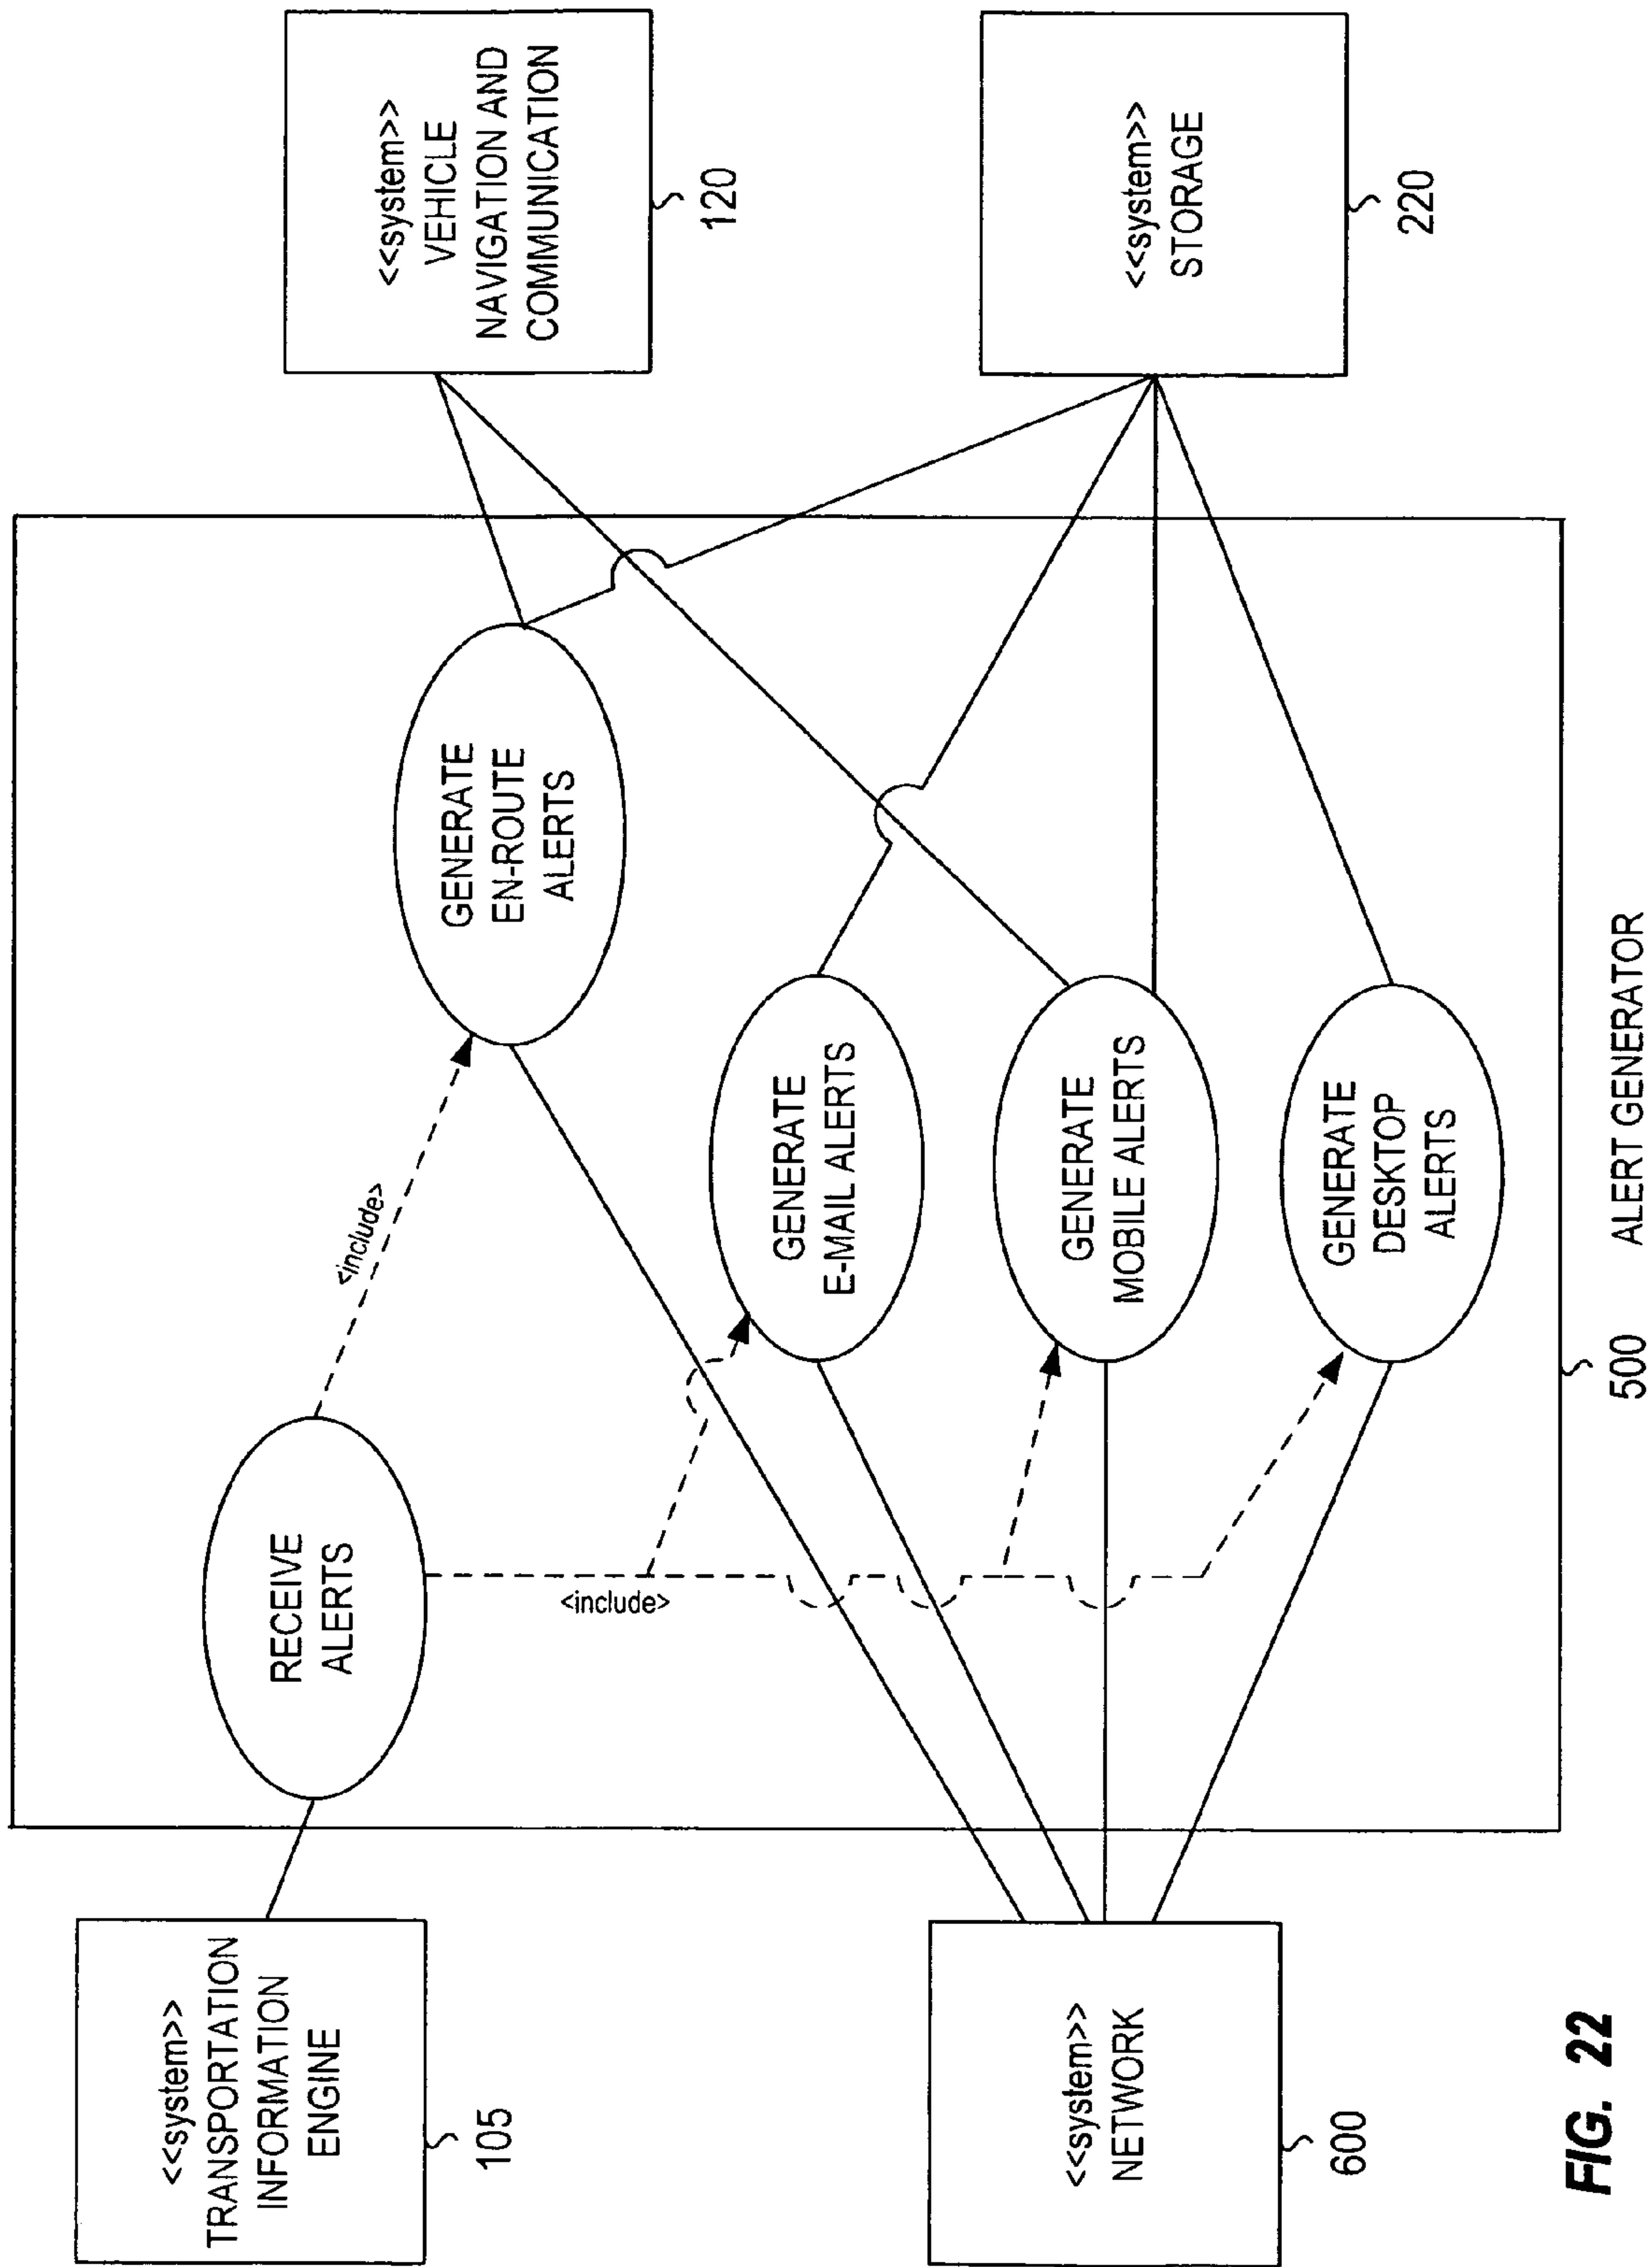 <<system>>
TRANSPORTATION
INFORMATION
ENGINE
105
<<system>>
NETWORK
600
RECEIVE
ALERTS
<include>
<include>
GENERATE
EN-ROUTE
ALERTS
GENERATE
E-MAIL ALERTS
GENERATE
MOBILE ALERTS
GENERATE
DESKTOP
ALERTS
<<system>>
VEHICLE
NAVIGATION AND
COMMUNICATION
120
<<system>>
STORAGE
220
500 ALERT GENERATOR
FIG. 22